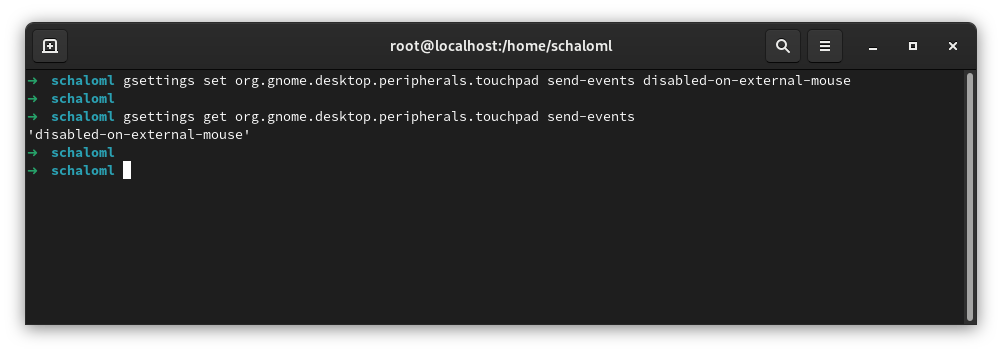 root@localhost:/home/schaloml
➜ schaloml gsettings set org.gnome.desktop.peripherals.touchpad send-events disabled-on-external-mouse
➜ schaloml
➜ schaloml gsettings get org.gnome.desktop.peripherals.touchpad send-events
'disabled-on-external-mouse'
➜ schaloml
➜ schaloml